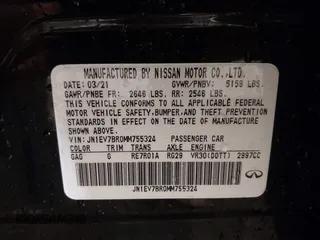 MANUFACTURED BY NISSAN MOTOR CO.,LTD.
DATE: 03/21 GVWR/PNBV: 5159 LBS.
GAWR/PNBE FR: 2646 LBS. RR: 2546 LBS.
THIS VEHICLE CONFORMS TO ALL APPLICABLE FEDERAL
MOTOR VEHICLE SAFETY, BUMPER, AND THEFT PREVENTION
STANDARDS IN EFFECT ON THE DATE OF MANUFACTURE
SHOWN ABOVE.
VIN: JN1EV7BR0MM755324 PASSENGER CAR
COLOR TRIM TRANS AXLE ENGINE
GAG G RE7R01A RG29 VR30(DDTT) 2997CC
JN1EV7BR0MM755324